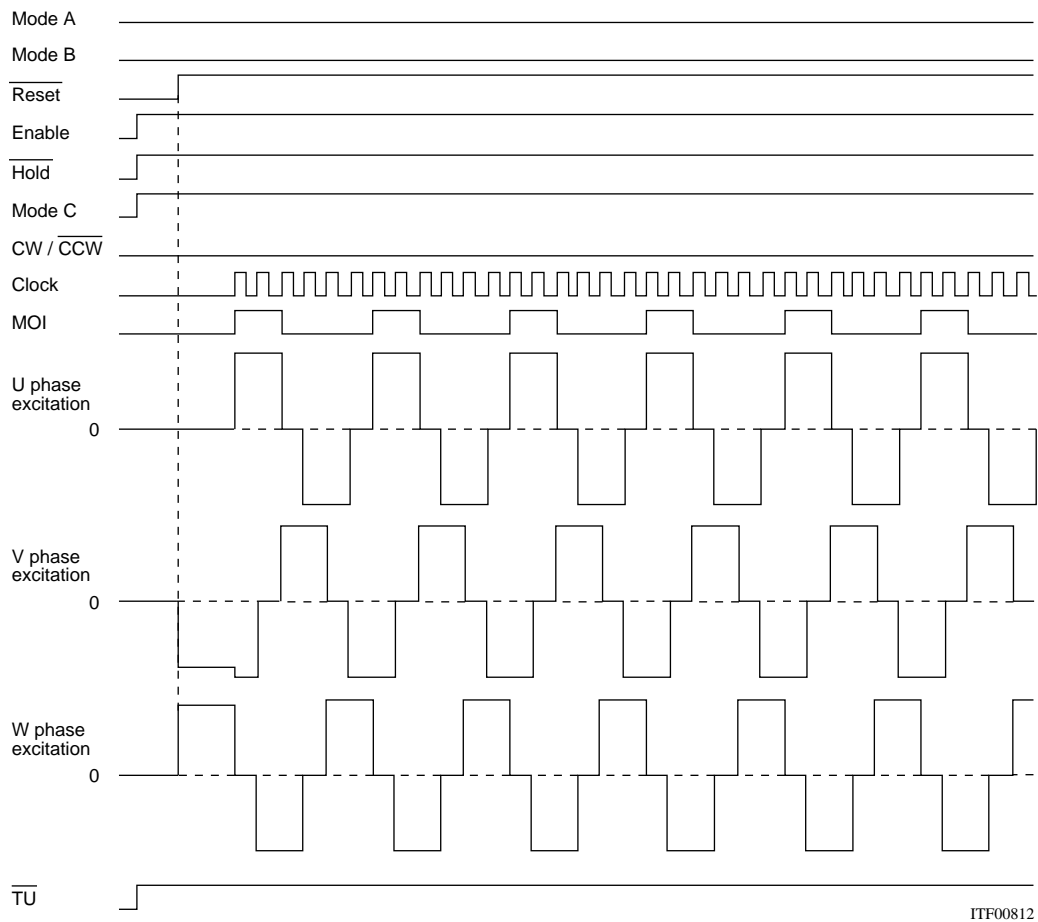 Mode A
Mode B
Reset
Enable
Hold
Mode C
CW / CCW
Clock
MOI
U phase
excitation
0
V phase
excitation
0
W phase
excitation
0
TU
ITF00812